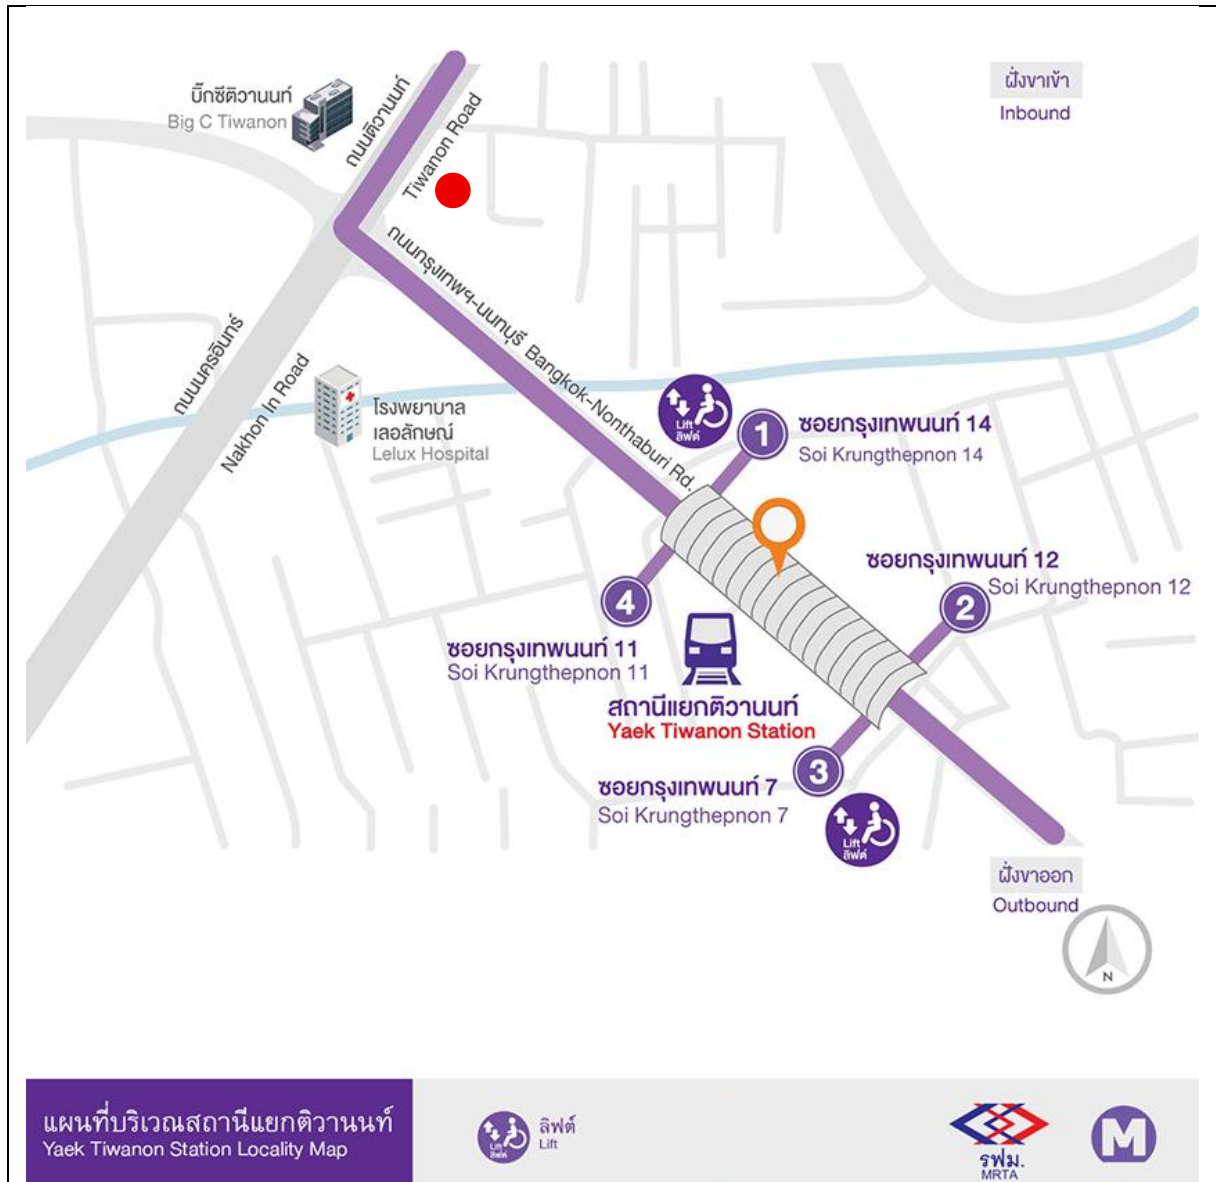 บิ๊กซีติวานนท์
Big C Tiwanon
ถนนติวานนท์
Tiwanon Road
ฝั่งขาเข้า
Inbound
ถนนกรุงเทพฯ-นนทบุรี Bangkok-Nonthaburi Rd.
ถนนนครอินทร์
Nakhon In Road
โรงพยาบาล
เลอลักษณ์
Lelux Hospital
Lift
ลิฟต์
1
ซอยกรุงเทพนนท์ 14
Soi Krungthepnon 14
ซอยกรุงเทพนนท์ 12
Soi Krungthepnon 12
2
4
ซอยกรุงเทพนนท์ 11
Soi Krungthepnon 11
สถานีแยกติวานนท์
Yaek Tiwanon Station
3
ซอยกรุงเทพนนท์ 7
Soi Krungthepnon 7
Lift
ลิฟต์
ฝั่งขาออก
Outbound
N
แผนที่บริเวณสถานีแยกติวานนท์
Yaek Tiwanon Station Locality Map
Lift
ลิฟต์
ลิฟต์
Lift
รฟม.
MRTA
M